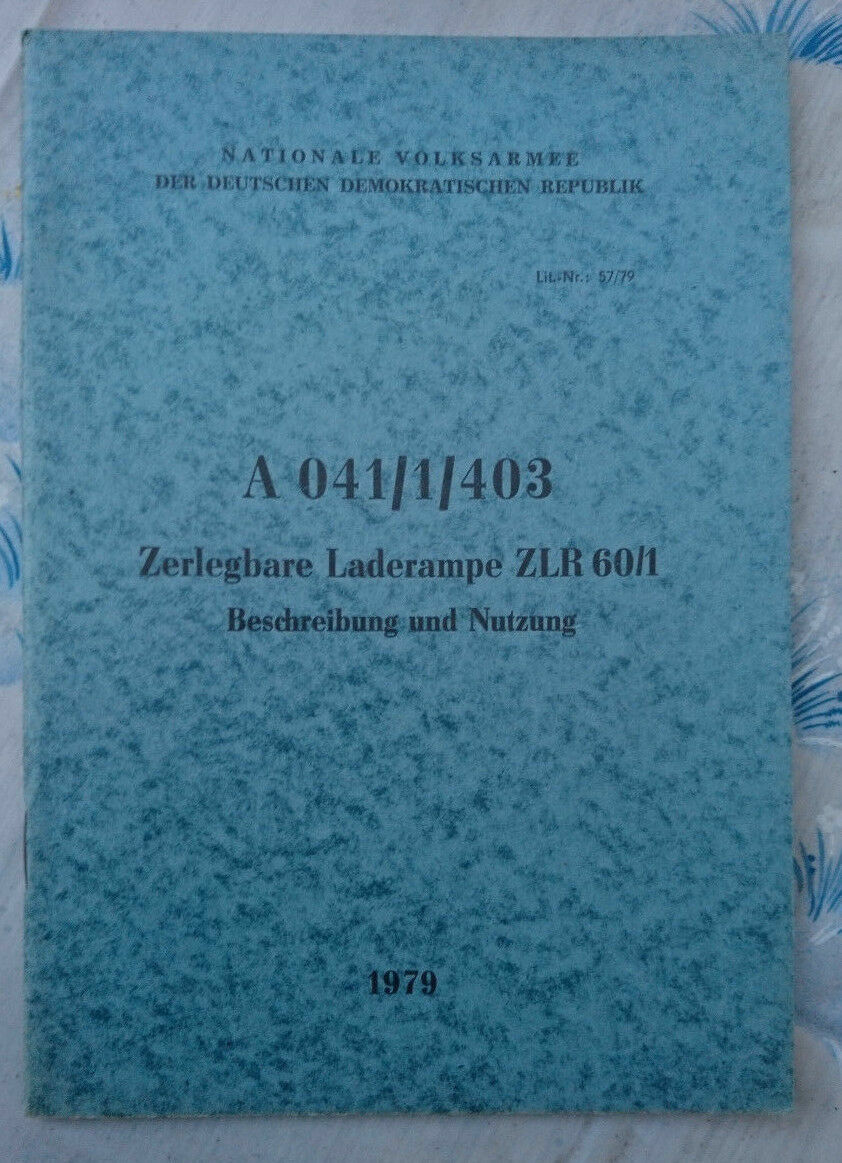 NATIONALE VOLKSARMEE
DER DEUTSCHEN DEMOKRATISCHEN REPUBLIK
Lit.-Nr.: 57/79
A 041/1/403
Zerlegbare Laderampe ZLR 60/1
Beschreibung und Nutzung
1979